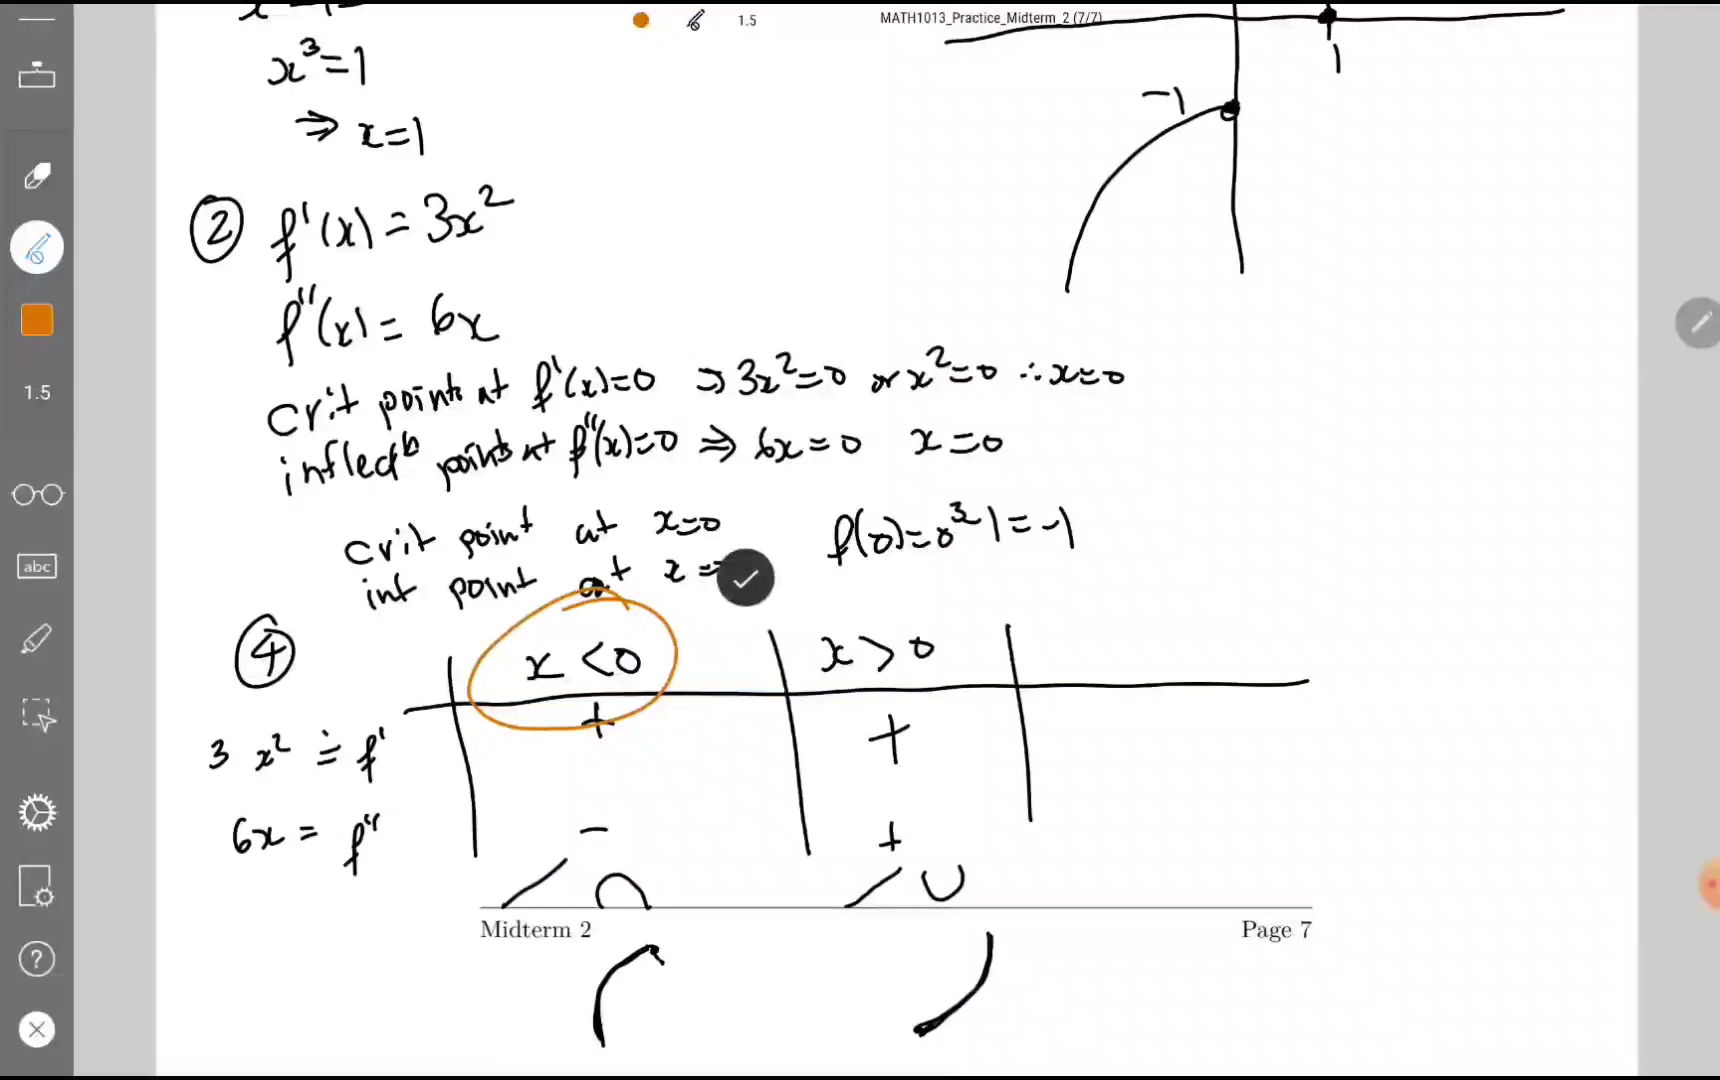 1.5
MATH1013_Practice_Midterm_2 (7/7)
x³=1
1
⇒ x=1
-1
② f'(x) = 3x²
f''(x) = 6x
1.5
crit points at f'(x)=0 ⇒ 3x²=0 or x²=0 ∴x=0
points at f''(x)=0 ⇒ 6x=0 x=0
abc
crit point at x=0 f(0)=0³-1=-1
int point at x=
④ x<0 x>0
3x² = f' + +
6x = f'' - +
Midterm 2 Page 7
?